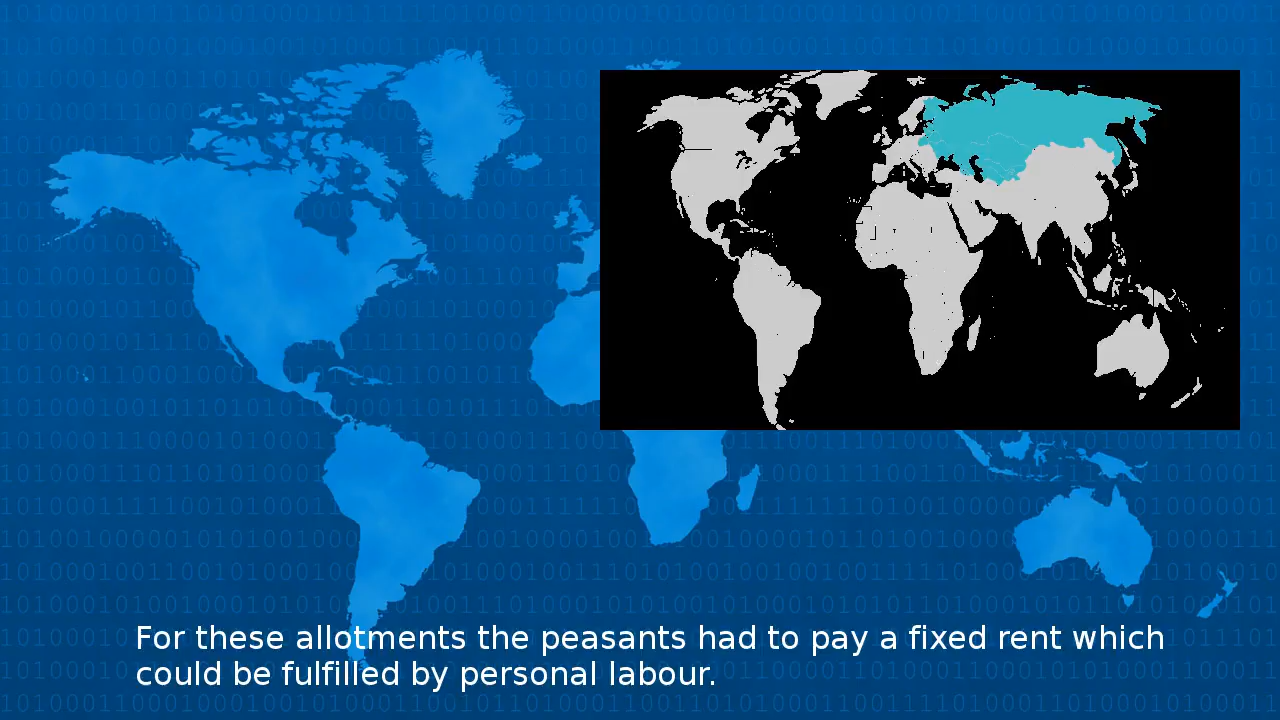 For these allotments the peasants had to pay a fixed rent which
could be fulfilled by personal labour.